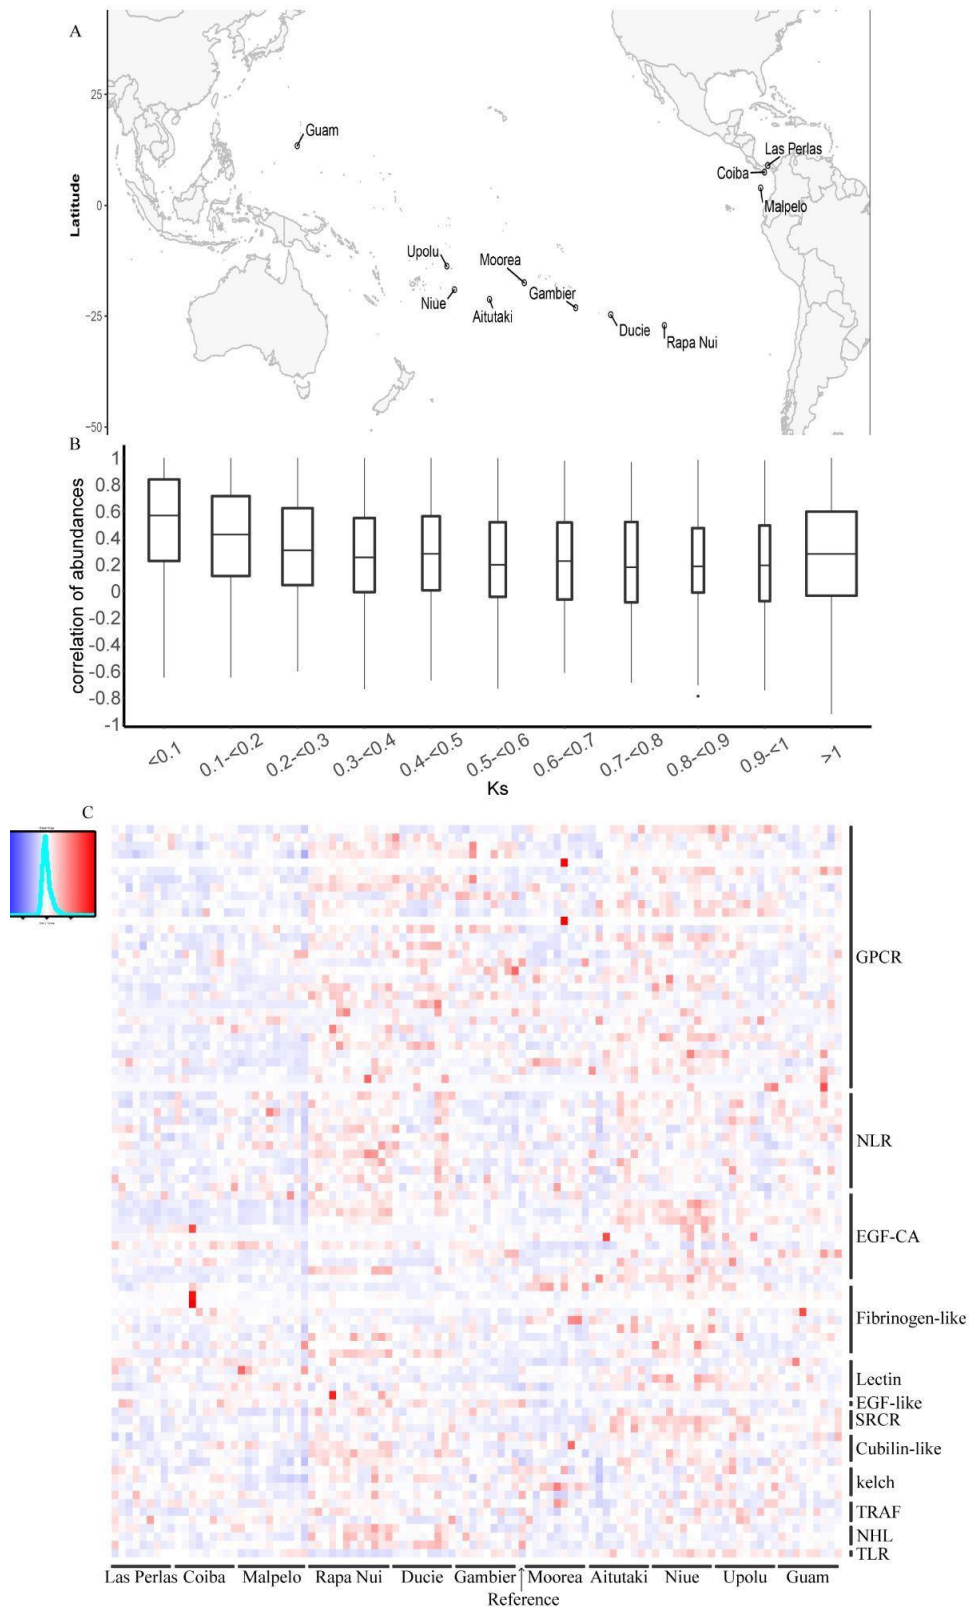 A
25
0
−25
−50
Latitude
Guam
Las Perlas
Coiba
Malpelo
Upolu
Moorea
Niue
Gambier
Aitutaki
Ducie
Rapa Nui
B
correlation of abundances
1
0.8
0.6
0.4
0.2
0
-0.2
-0.4
-0.6
-0.8
-1
<0.1 0.1-<0.2 0.2-<0.3 0.3-<0.4 0.4-<0.5 0.5-<0.6 0.6-<0.7 0.7-<0.8 0.8-<0.9 0.9-<1 >1
Ks
C
GPCR
NLR
EGF-CA
Fibrinogen-like
Lectin
EGF-like
SRCR
Cubilin-like
kelch
TRAF
NHL
TLR
Las Perlas Coiba Malpelo Rapa Nui Ducie Gambier Moorea Aitutaki Niue Upolu Guam
Reference